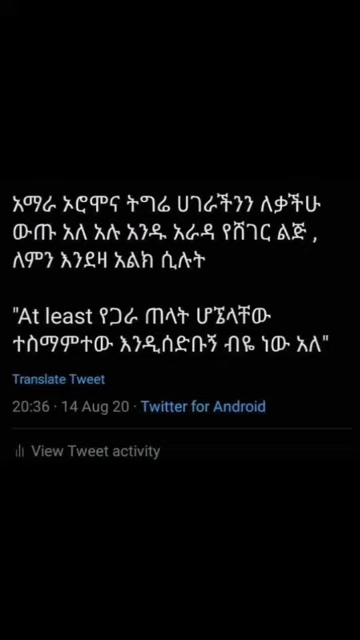 አማራ ኦሮሞና ትግሬ ሀገራችንን ለቃችሁ
ውጡ አለ አሉ አንዱ አራዳ የሸገር ልጅ ,
ለምን እንደዛ አልክ ሲሉት
"At least የጋራ ጠላት ሆኜላቸው
ተስማምተው እንዲሰድቡኝ ብዬ ነው አለ"
Translate Tweet
20:36 · 14 Aug 20 · Twitter for Android
View Tweet activity